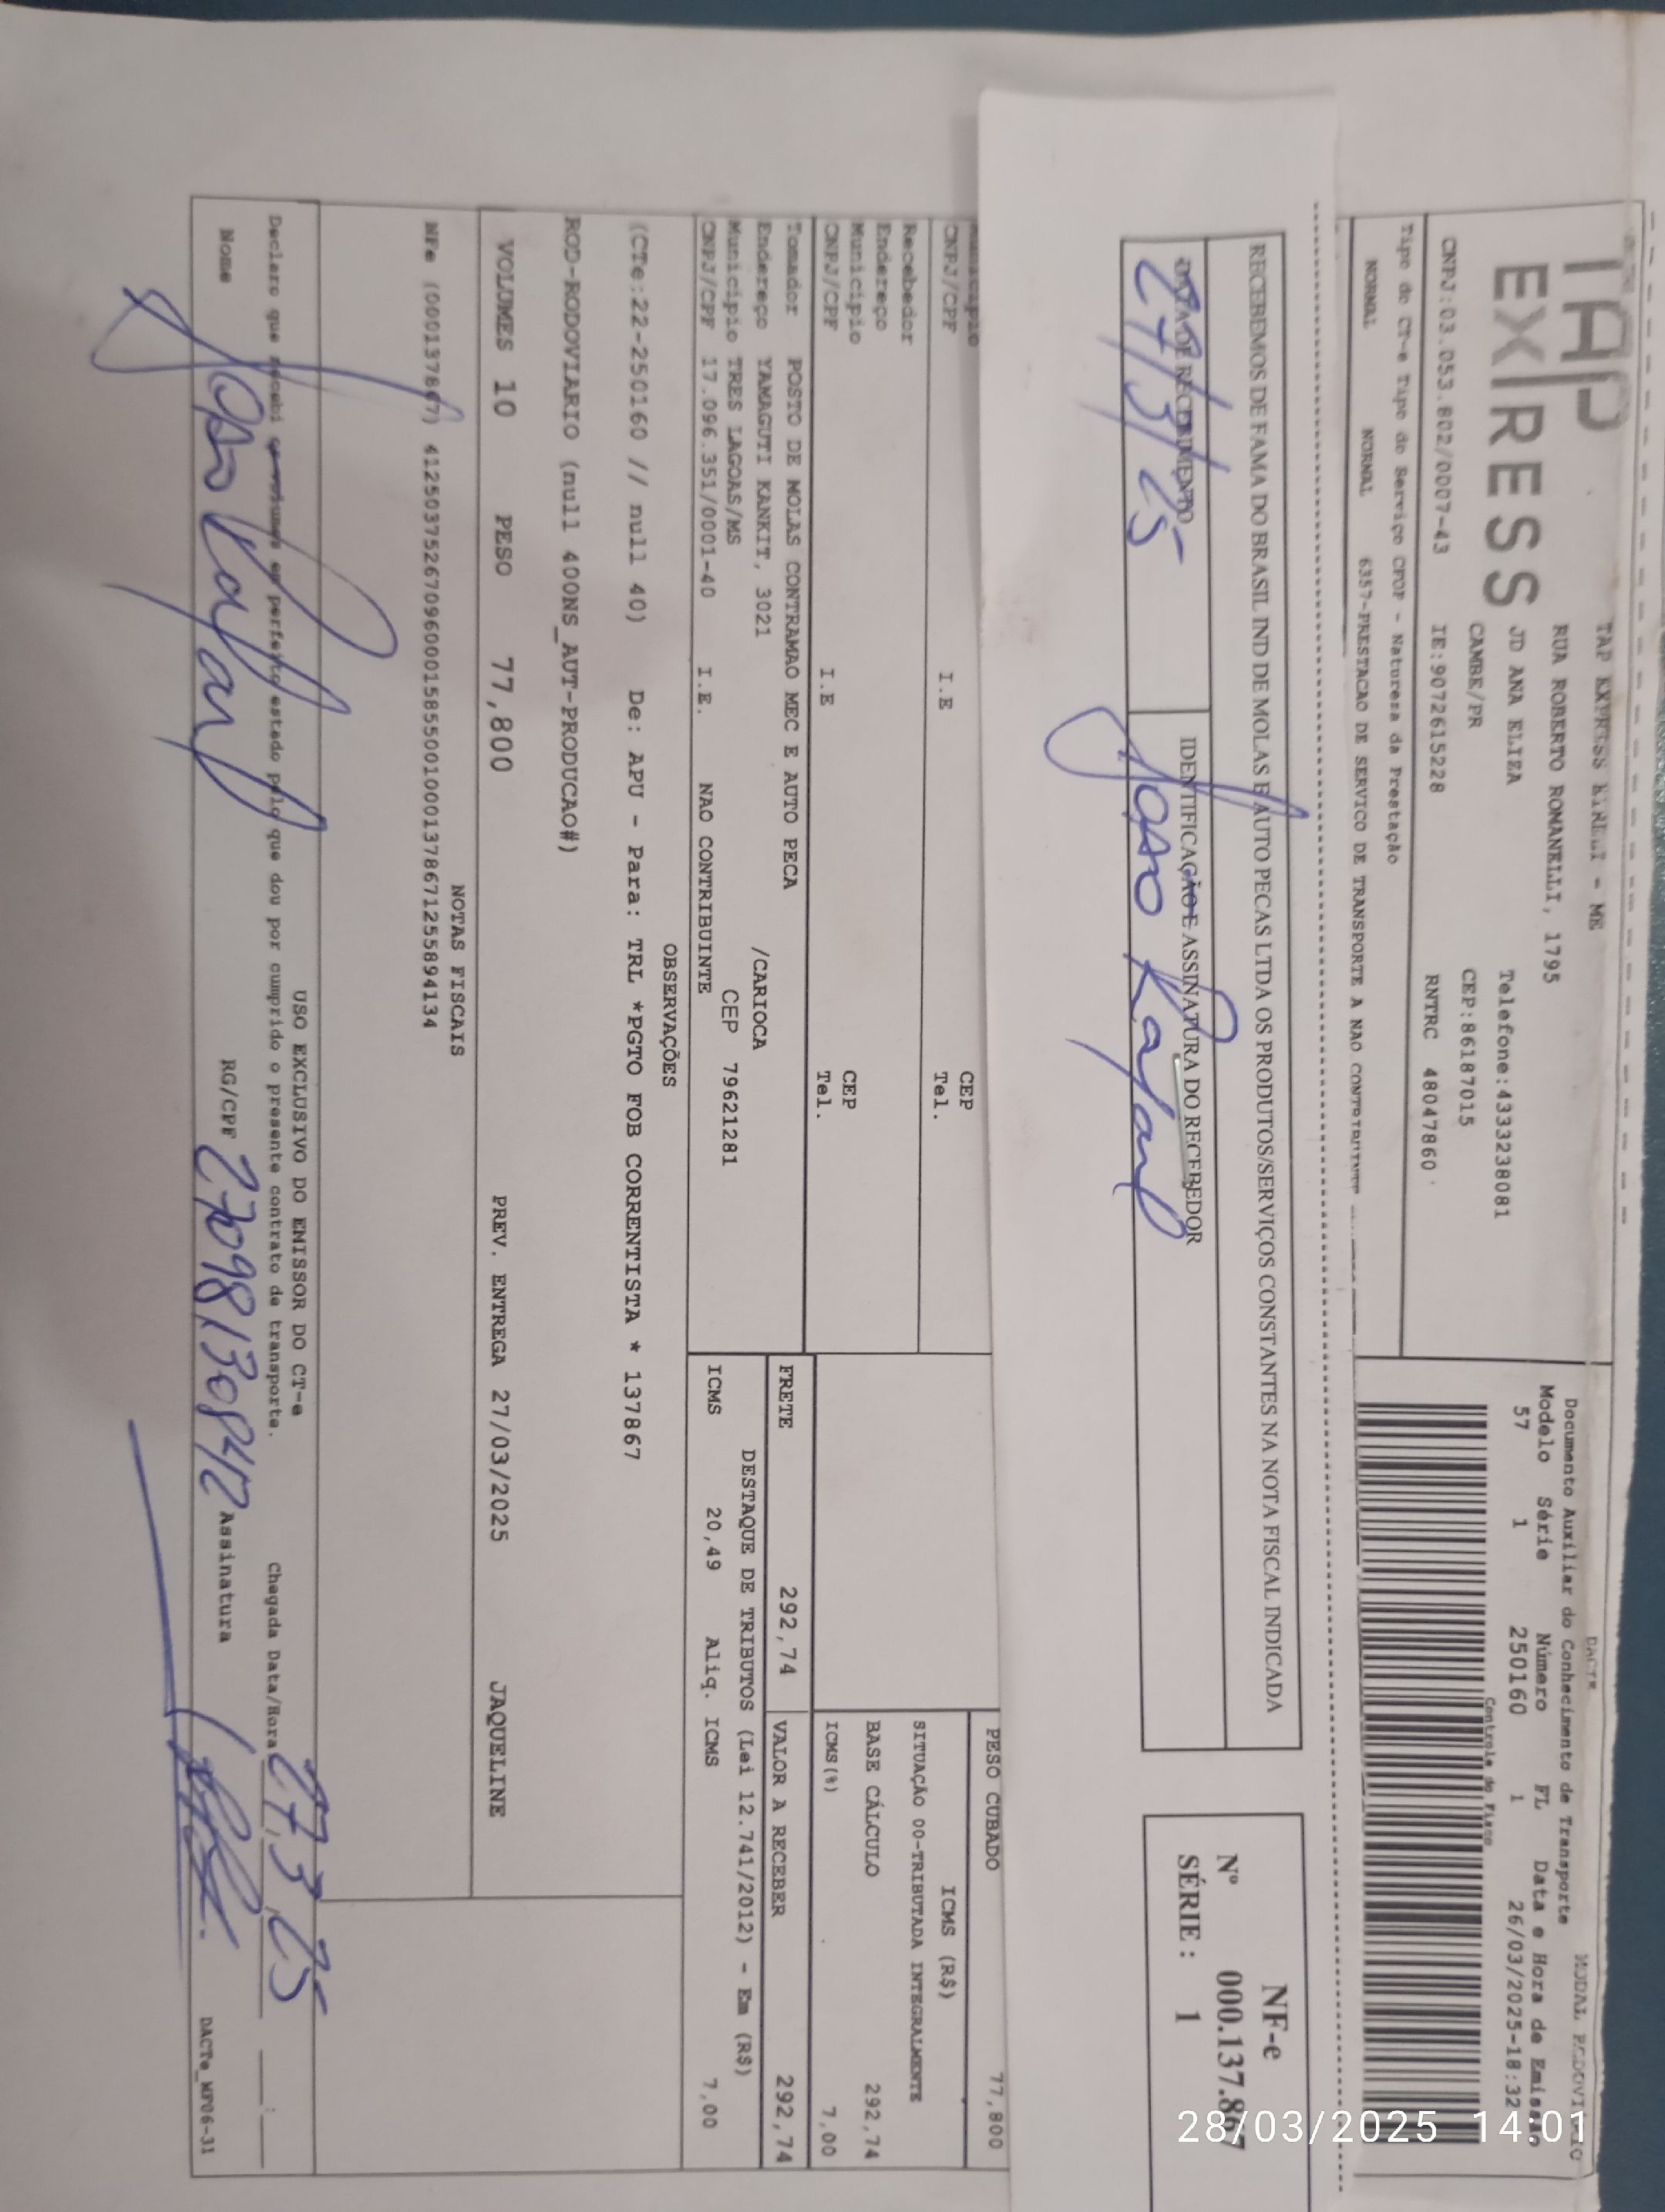 TAP EXPRESS
TAP EXPRESS EIRELI - ME
RUA ROBERTO ROMANELLI, 1795
JD ANA ELIZA Telefone:4333238081
CAMBE/PR CEP:86187015
CNPJ:03.053.802/0007-43 IE:9072615228 RNTRC 48047860
Tipo do CT-e Tipo do Serviço CFOP - Natureza da Prestação
NORMAL NORMAL 6357-PRESTACAO DE SERVICO DE TRANSPORTE A NAO CONTRIBUINTE
DACTE MODAL RODOVIARIO
Documento Auxiliar do Conhecimento de Transporte
Modelo Série Número FL Data e Hora de Emissão
57 1 250160 1 26/03/2025-18:32
Controle do Fisco
RECEBEMOS DE FAMA DO BRASIL IND DE MOLAS E AUTO PECAS LTDA OS PRODUTOS/SERVIÇOS CONSTANTES NA NOTA FISCAL INDICADA
DATA DE RECEBIMENTO IDENTIFICAÇÃO E ASSINATURA DO RECEBEDOR
27/3/25 João Rafael
NF-e
Nº 000.137.867
SÉRIE : 1
Município CEP
CNPJ/CPF I.E Tel.
Recebedor
Endereço
Município CEP
CNPJ/CPF I.E Tel.
PESO CUBADO 77,800
ICMS (R$)
SITUAÇÃO 00-TRIBUTADA INTEGRALMENTE
BASE CÁLCULO 292,74
ICMS(%) 7,00
Tomador POSTO DE MOLAS CONTRAMAO MEC E AUTO PECA
Endereço YAMAGUTI KANKIT, 3021 /CARIOCA
Município TRES LAGOAS/MS CEP 79621281
CNPJ/CPF 17.096.351/0001-40 I.E. NAO CONTRIBUINTE
FRETE 292,74 VALOR A RECEBER 292,74
DESTAQUE DE TRIBUTOS (Lei 12.741/2012) - Em (R$)
ICMS 20,49 Aliq. ICMS 7,00
OBSERVAÇÕES
(CTe:22-250160 // null 40) De: APU - Para: TRL *PGTO FOB CORRENTISTA * 137867
ROD-RODOVIARIO (null 400NS_AUT-PRODUCAO#)
VOLUMES 10 PESO 77,800 PREV. ENTREGA 27/03/2025 JAQUELINE
NOTAS FISCAIS
NFe (000137867) 41250375267096000158550010001378671255894134
USO EXCLUSIVO DO EMISSOR DO CT-e
Declaro que recebi os volumes em perfeito estado pelo que dou por cumprido o presente contrato de transporte. Chegada Data/Hora 27/3/25 __:__
Nome João Rafael RG/CPF 27098130842 Assinatura
DACTe_MF06-31
28/03/2025 14:01